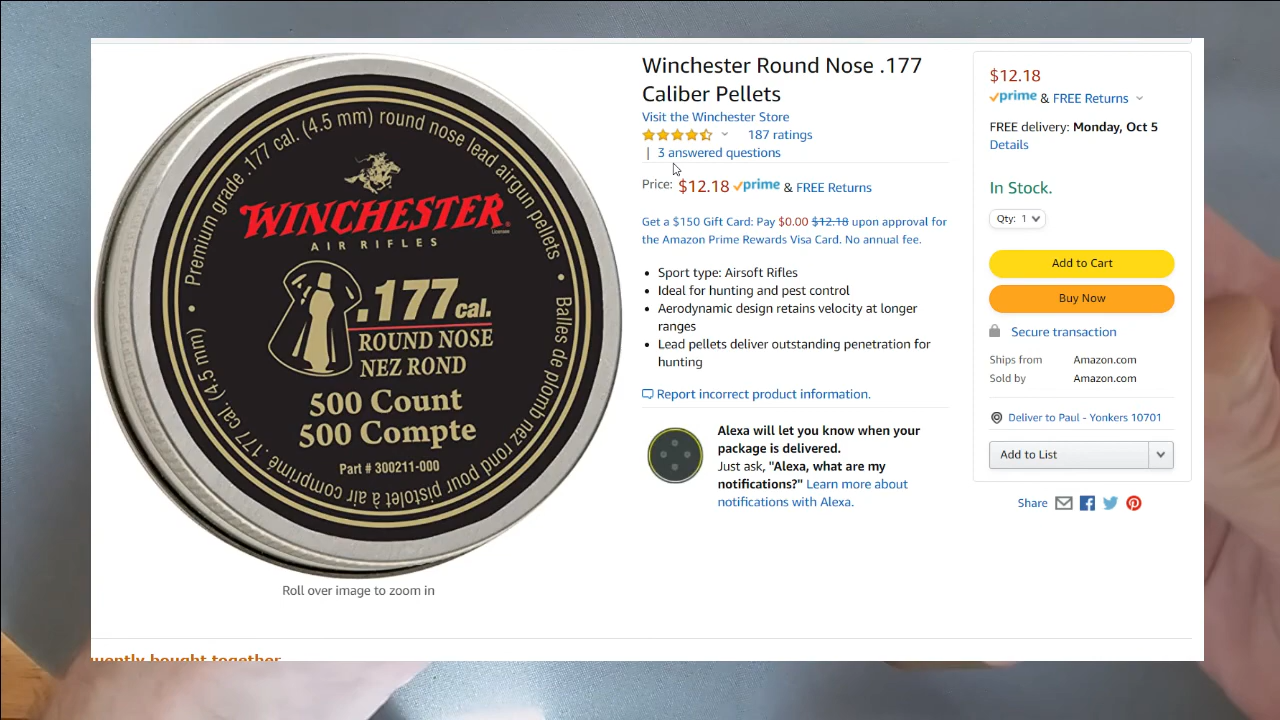 Premium grade .177 cal. (4.5 mm) round nose lead airgun pellets
WINCHESTER
AIR RIFLES
.177 cal.
ROUND NOSE
NEZ ROND
500 Count
500 Compte
Part # 300211-000
Balles de plomb nez rond pour pistolet à air comprimé .177 cal. (4.5 mm)
Roll over image to zoom in
Winchester Round Nose .177
Caliber Pellets
Visit the Winchester Store
187 ratings
| 3 answered questions
Price: $12.18 prime & FREE Returns
Get a $150 Gift Card: Pay $0.00 $12.18 upon approval for
the Amazon Prime Rewards Visa Card. No annual fee.
• Sport type: Airsoft Rifles
• Ideal for hunting and pest control
• Aerodynamic design retains velocity at longer
ranges
• Lead pellets deliver outstanding penetration for
hunting
Report incorrect product information.
Alexa will let you know when your
package is delivered.
Just ask, "Alexa, what are my
notifications?" Learn more about
notifications with Alexa.
$12.18
prime & FREE Returns
FREE delivery: Monday, Oct 5
Details
In Stock.
Qty: 1
Add to Cart
Buy Now
Secure transaction
Ships from Amazon.com
Sold by Amazon.com
Deliver to Paul - Yonkers 10701
Add to List
Share
bought together